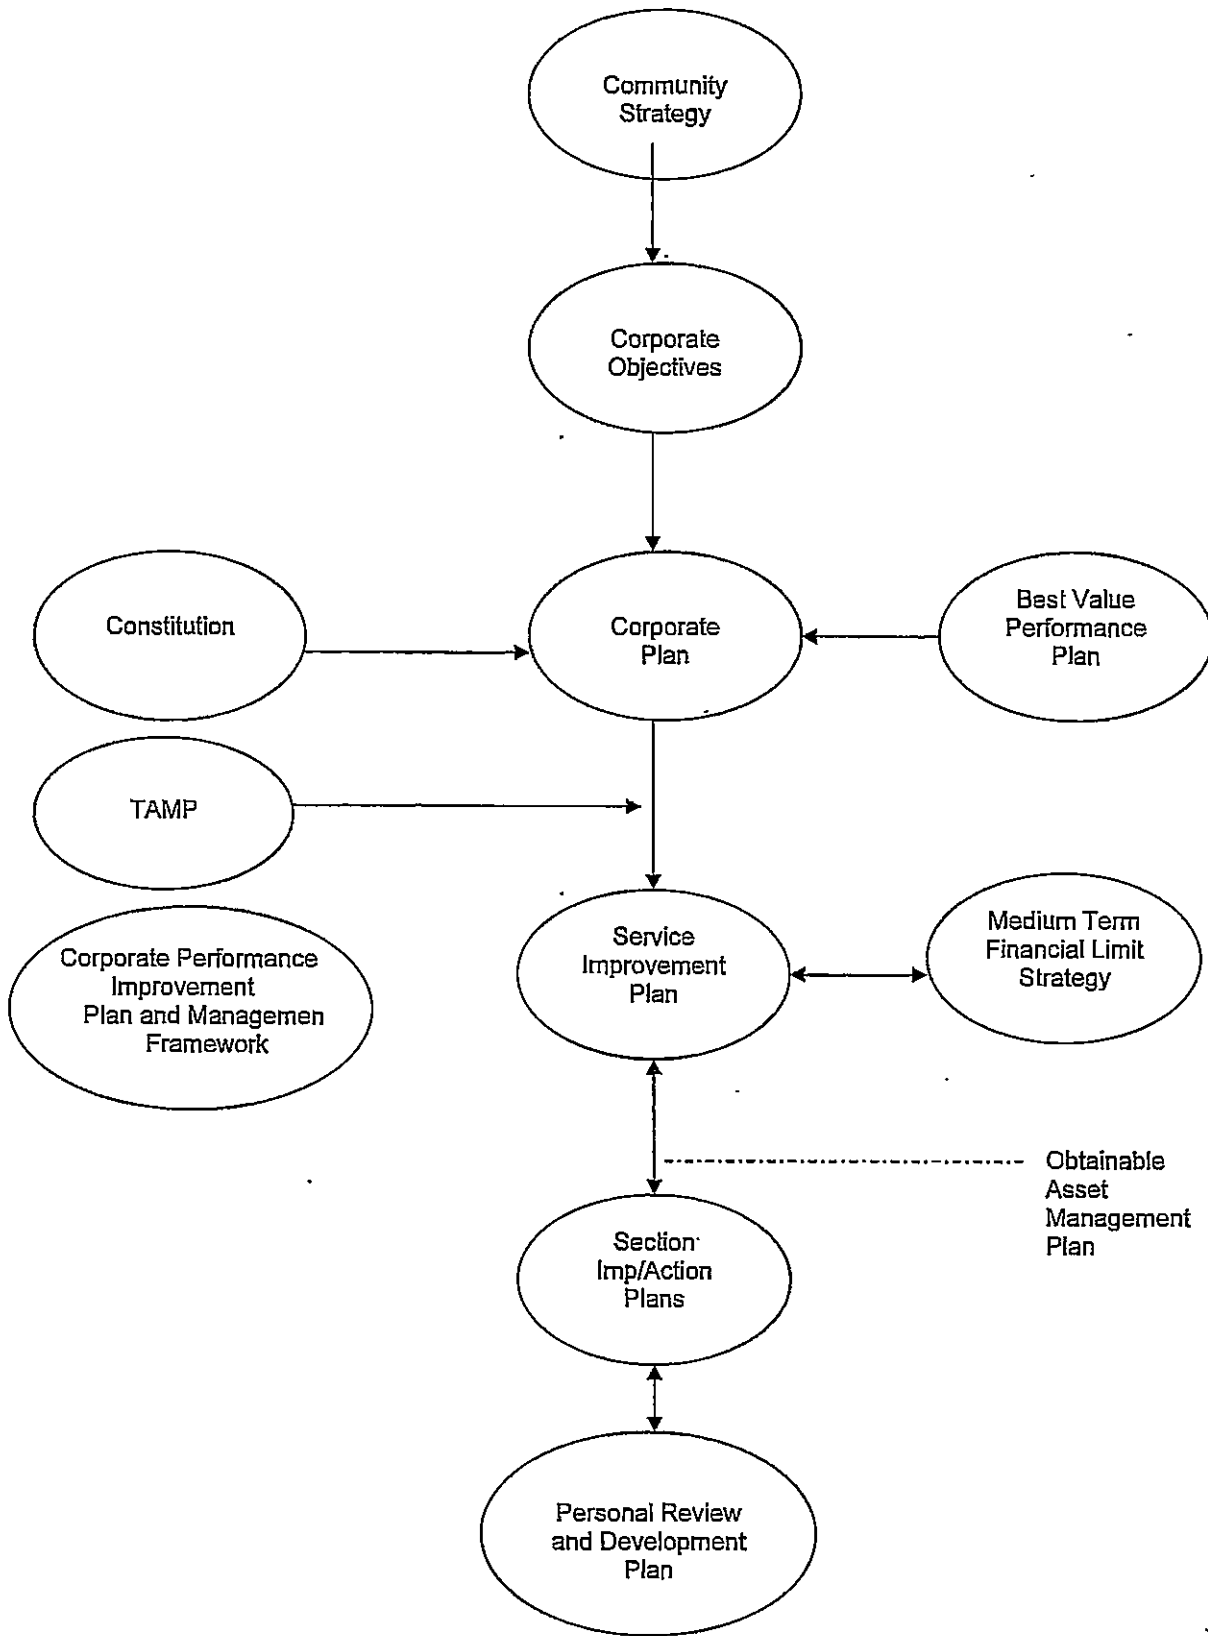 Community
Strategy
Corporate
Objectives
Constitution
Corporate
Plan
Best Value
Performance
Plan
TAMP
Corporate Performance
Improvement
Plan and Managemen
Framework
Service
Improvement
Plan
Medium Term
Financial Limit
Strategy
Obtainable
Asset
Management
Plan
Section
Imp/Action
Plans
Personal Review
and Development
Plan